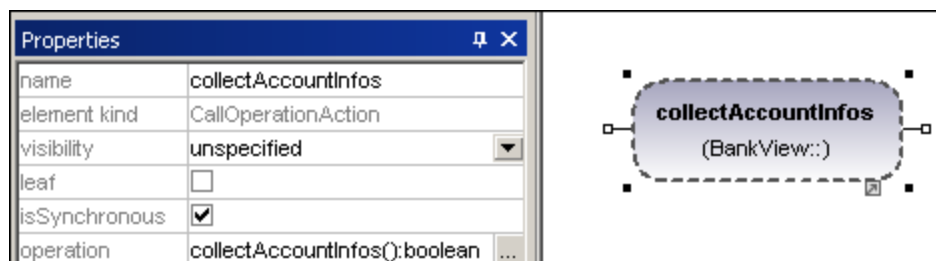 Properties
name collectAccountInfos
element kind CallOperationAction
visibility unspecified
leaf
isSynchronous
operation collectAccountInfos():boolean ...
collectAccountInfos
(BankView::)